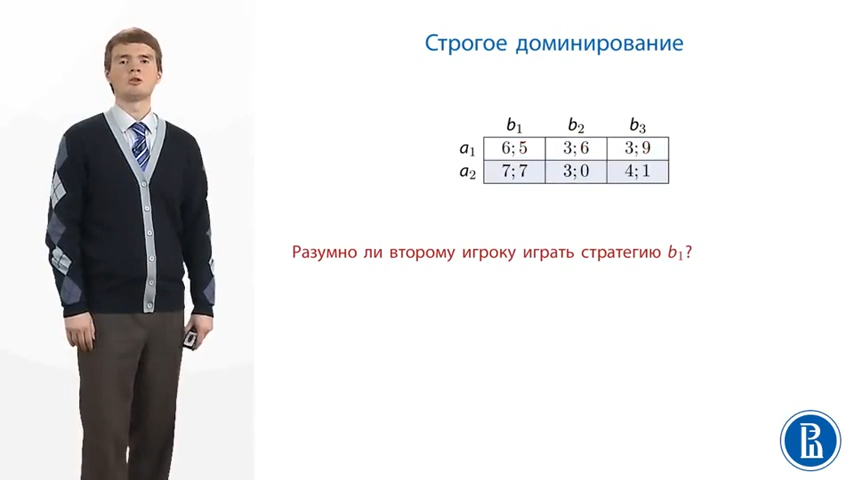 Строгое доминирование
b₁ b₂ b₃
a₁ 6; 5 3; 6 3; 9
a₂ 7; 7 3; 0 4; 1
Разумно ли второму игроку играть стратегию b₁?